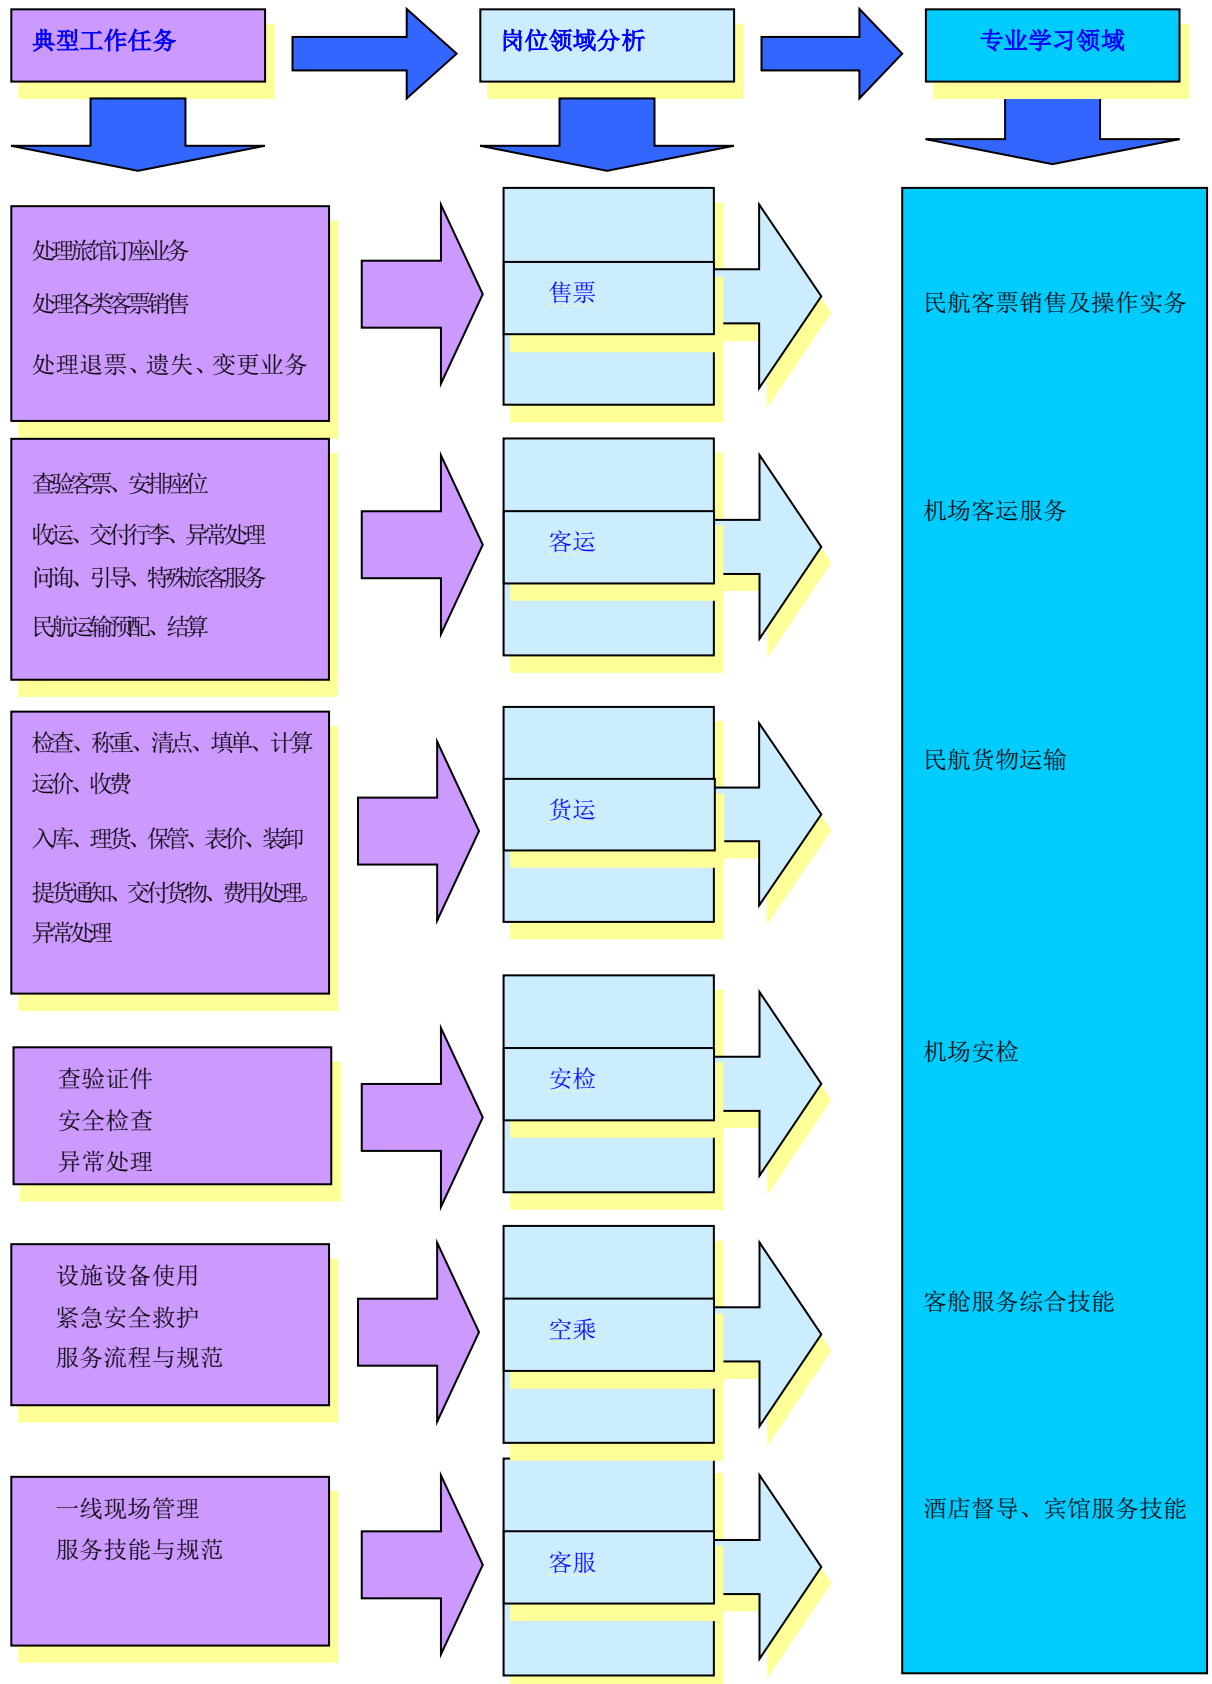 典型工作任务
岗位领域分析
专业学习领域
处理旅馆订座业务
处理各类客票销售
处理退票、遗失、变更业务
售票
民航客票销售及操作实务
查验客票、安排座位
收运、交付行李、异常处理
问询、引导、特殊旅客服务
民航运输预配、结算
客运
机场客运服务
检查、称重、清点、填单、计算
运价、收费
入库、理货、保管、表价、装卸
提货通知、交付货物、费用处理。
异常处理
货运
民航货物运输
查验证件
安全检查
异常处理
安检
机场安检
设施设备使用
紧急安全救护
服务流程与规范
空乘
客舱服务综合技能
一线现场管理
服务技能与规范
客服
酒店督导、宾馆服务技能